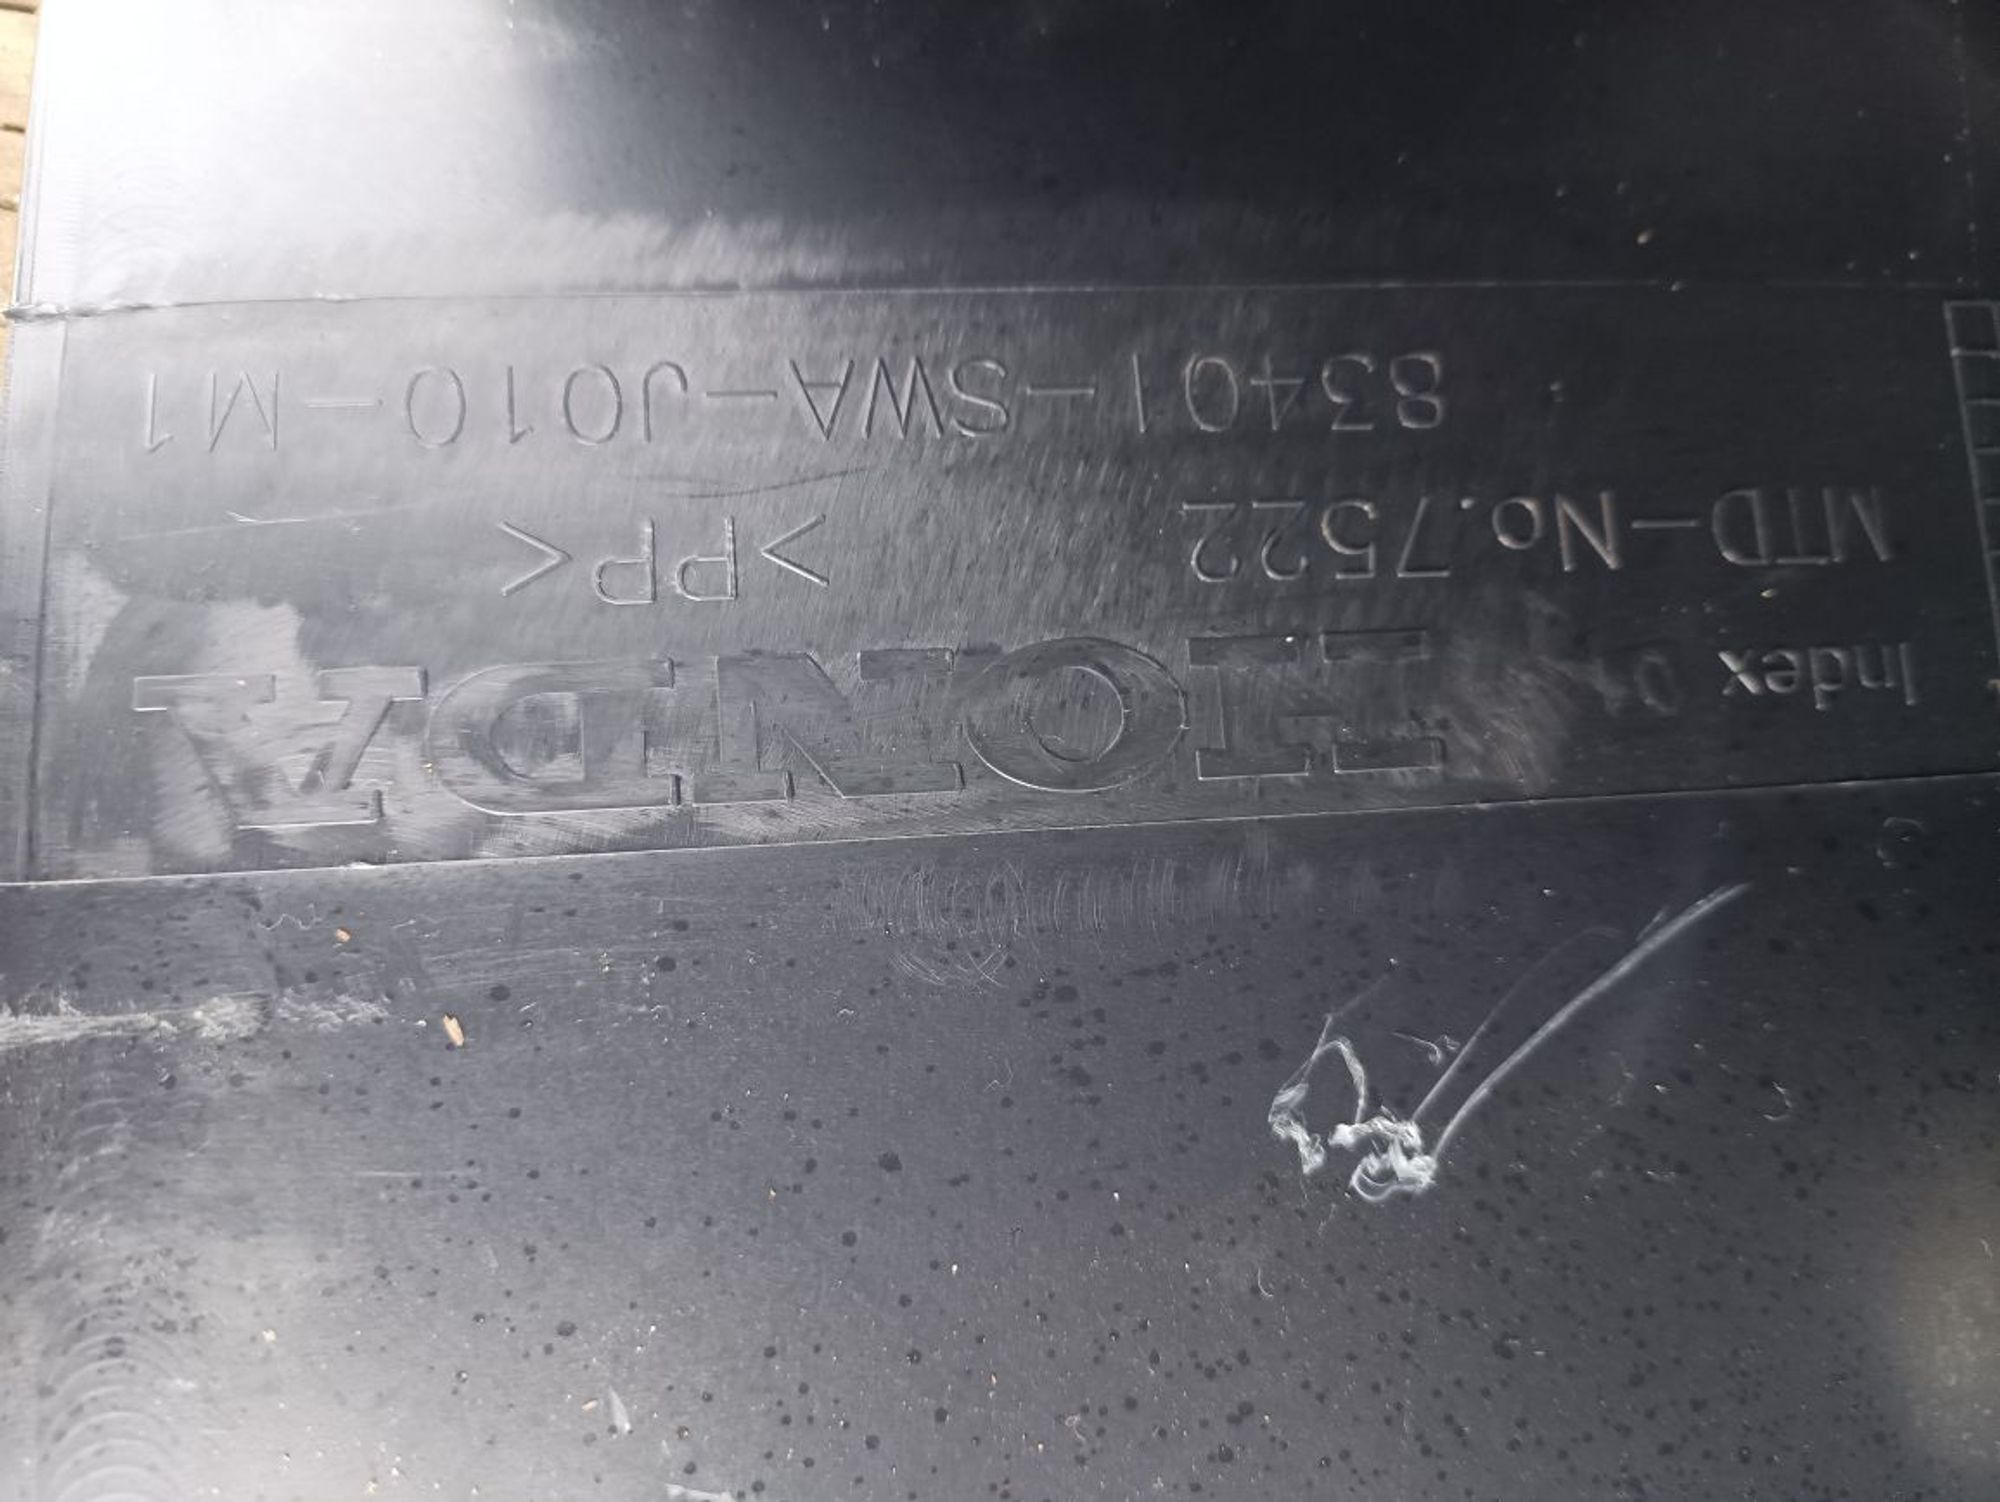 Index HONDA
MTD-No.7522 >PP<
83401-SWA-J010-M1